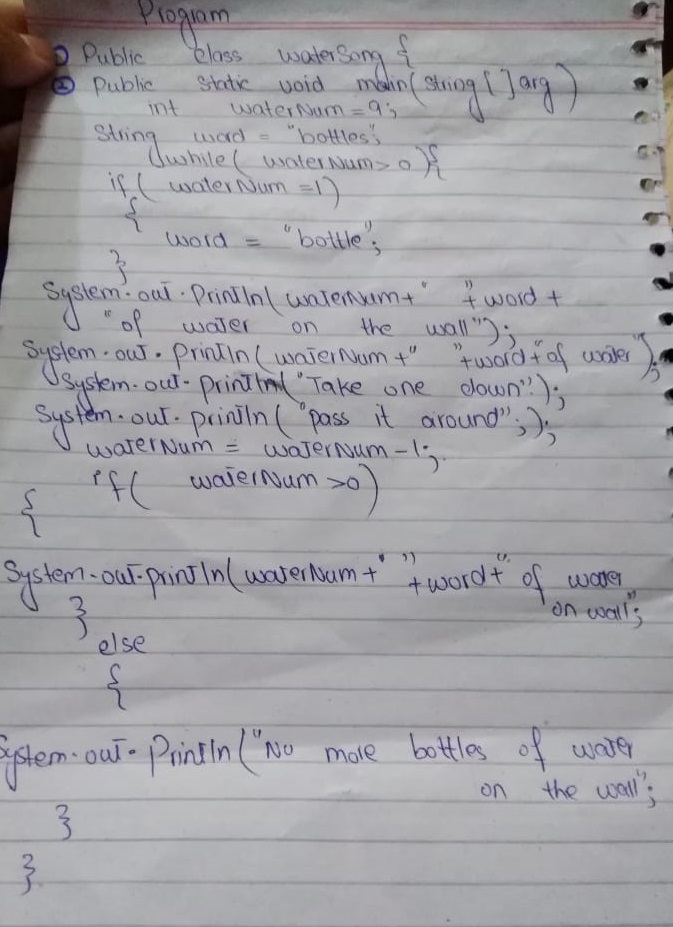 Program
① Public class waterSong {
② Public static void main(string[]arg)
int waterNum=9;
String word = "bottles";
while( waterNum>0){
if( waterNum =1)
{
word = "bottle";
}
System.out.Println(waterNum+" "+word+
"of water on the wall");
System.out.println(waterNum+" "+word+"of water");
System.out.println("Take one down");
System.out.println("pass it around";);
waterNum = waterNum-1;
if( waterNum >0)
{
System.out.println(waterNum+" "+word+" of water
on wall";
}
else
{
System.out.Println("No more bottles of water
on the wall";
}
}